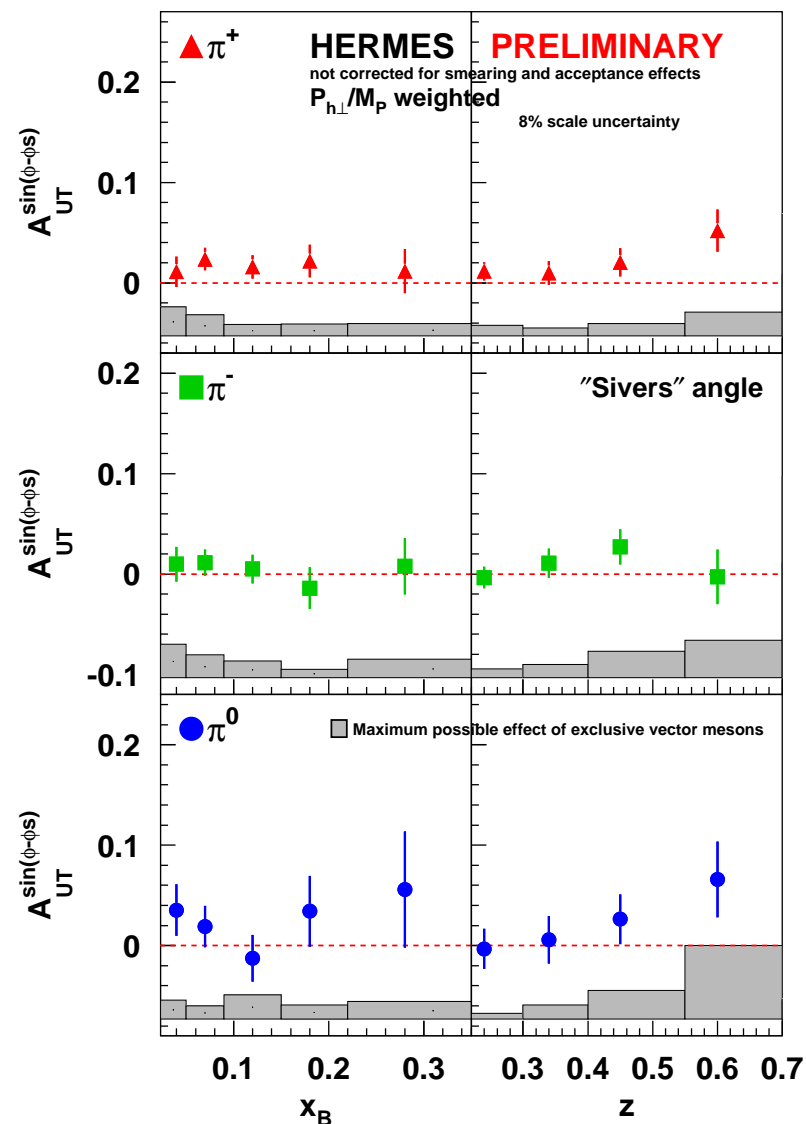 π+ HERMES PRELIMINARY
not corrected for smearing and acceptance effects
Ph⊥/MP weighted
8% scale uncertainty
AUT sin(ϕ-ϕs)
0.2
0.1
0
π- "Sivers" angle
AUT sin(ϕ-ϕs)
0.2
0.1
0
-0.1
π0 Maximum possible effect of exclusive vector mesons
AUT sin(ϕ-ϕs)
0.2
0.1
0
0.1 0.2 0.3 0.3 0.4 0.5 0.6 0.7
xB z